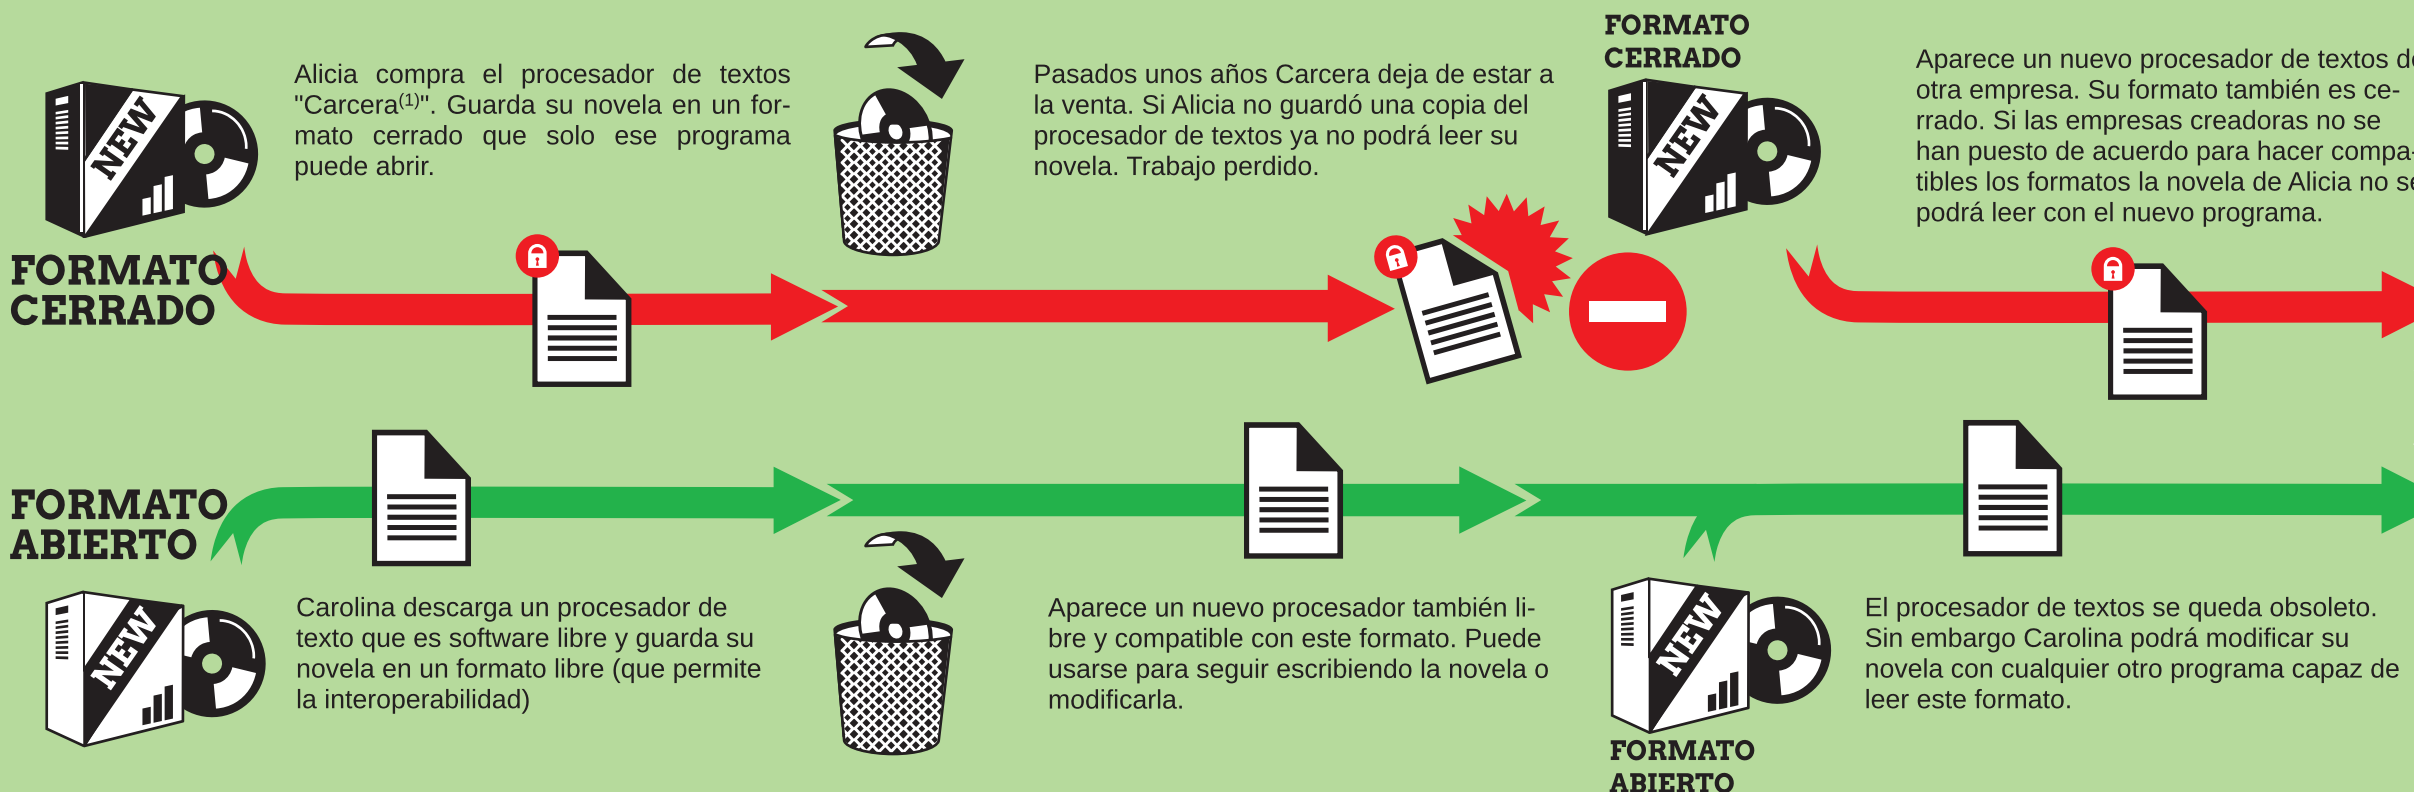 Alicia compra el procesador de textos
"Carcera(1)". Guarda su novela en un for-
mato cerrado que solo ese programa
puede abrir.
NEW
FORMATO
CERRADO
Pasados unos años Carcera deja de estar a
la venta. Si Alicia no guardó una copia del
procesador de textos ya no podrá leer su
novela. Trabajo perdido.
FORMATO
CERRADO
NEW
Aparece un nuevo procesador de textos de
otra empresa. Su formato también es ce-
rrado. Si las empresas creadoras no se
han puesto de acuerdo para hacer compa-
tibles los formatos la novela de Alicia no se
podrá leer con el nuevo programa.
FORMATO
ABIERTO
NEW
Carolina descarga un procesador de
texto que es software libre y guarda su
novela en un formato libre (que permite
la interoperabilidad)
Aparece un nuevo procesador también li-
bre y compatible con este formato. Puede
usarse para seguir escribiendo la novela o
modificarla.
NEW
FORMATO
ABIERTO
El procesador de textos se queda obsoleto.
Sin embargo Carolina podrá modificar su
novela con cualquier otro programa capaz de
leer este formato.